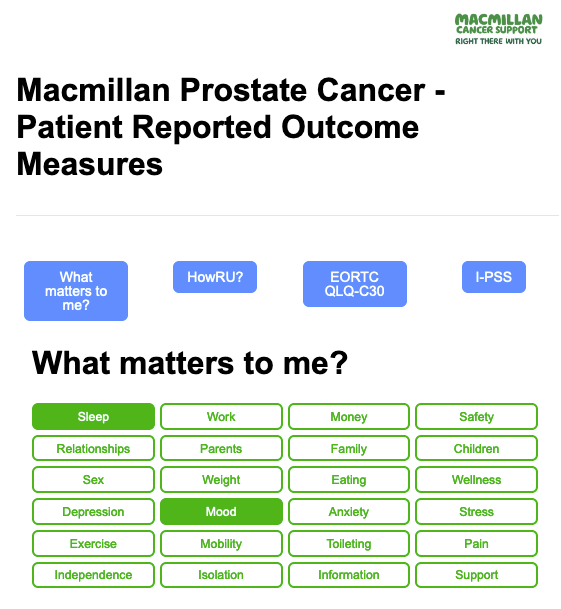 MACMILLAN
CANCER SUPPORT
RIGHT THERE WITH YOU
Macmillan Prostate Cancer -
Patient Reported Outcome
Measures
What
matters to
me?
HowRU?
EORTC
QLQ-C30
I-PSS
What matters to me?
Sleep Work Money Safety
Relationships Parents Family Children
Sex Weight Eating Wellness
Depression Mood Anxiety Stress
Exercise Mobility Toileting Pain
Independence Isolation Information Support